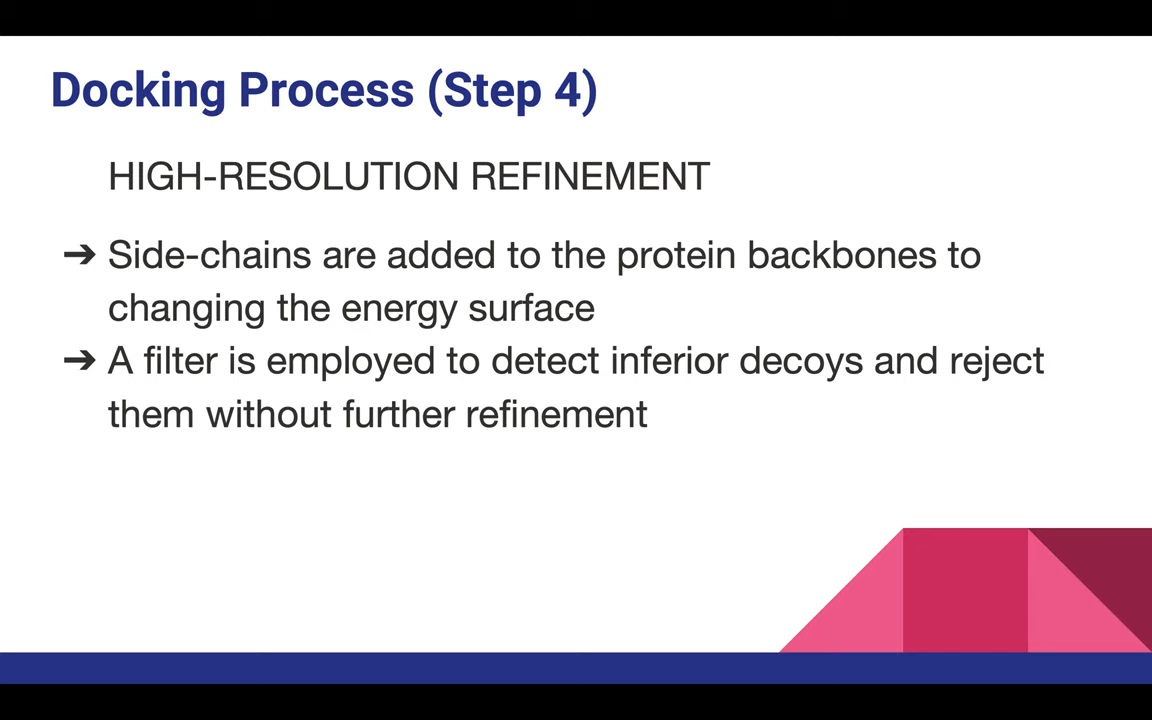 Docking Process (Step 4)
HIGH-RESOLUTION REFINEMENT
➔ Side-chains are added to the protein backbones to
changing the energy surface
➔ A filter is employed to detect inferior decoys and reject
them without further refinement